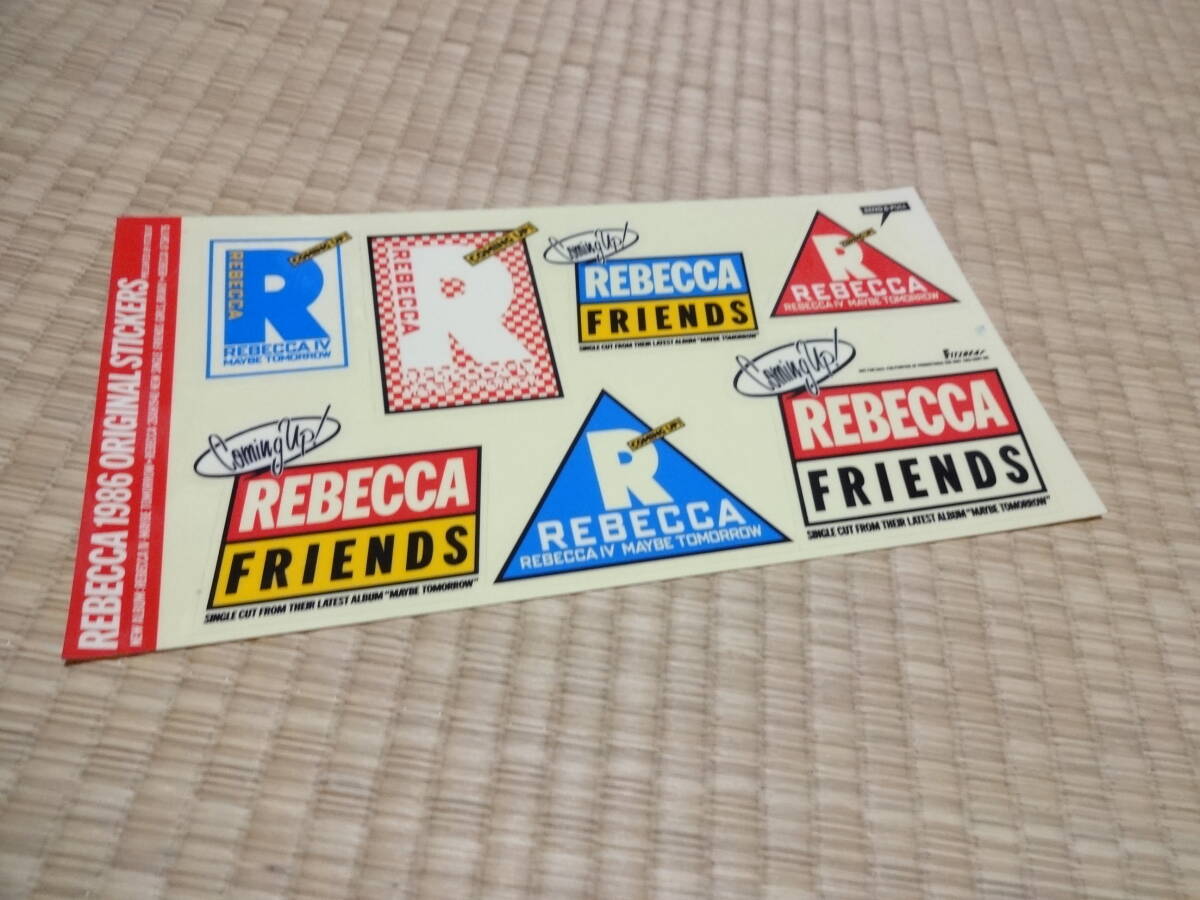 REBECCA 1986 ORIGINAL STICKERS
R
REBECCA
COMING UP!
REBECCA IV
MAYBE TOMORROW
R
REBECCA
COMING UP!
Coming Up!
REBECCA
FRIENDS
SINGLE CUT FROM THEIR LATEST ALBUM "MAYBE TOMORROW"
R
REBECCA
REBECCA IV MAYBE TOMORROW
Coming Up!
REBECCA
FRIENDS
SINGLE CUT FROM THEIR LATEST ALBUM "MAYBE TOMORROW"
R
COMING UP!
REBECCA
REBECCA IV MAYBE TOMORROW
Coming Up!
REBECCA
FRIENDS
SINGLE CUT FROM THEIR LATEST ALBUM "MAYBE TOMORROW"